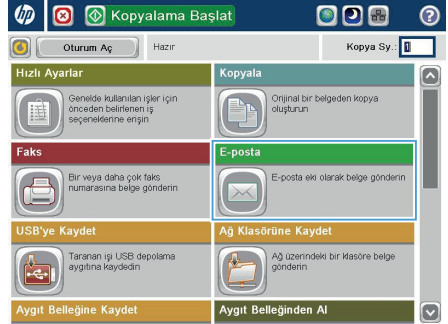 hp
Kopyalama Başlat
?
Oturum Aç
Hazır
Kopya Sy.: 1
Hızlı Ayarlar
Genelde kullanılan işler için
önceden belirlenen iş
seçeneklerine erişin
Kopyala
Orijinal bir belgeden kopya
oluşturun
Faks
Bir veya daha çok faks
numarasına belge gönderin
E-posta
E-posta eki olarak belge gönderin
USB'ye Kaydet
Taranan işi USB depolama
aygıtına kaydedin
Ağ Klasörüne Kaydet
Ağ üzerindeki bir klasöre belge
gönderin
Aygıt Belleğine Kaydet
Aygıt Belleğinden Al